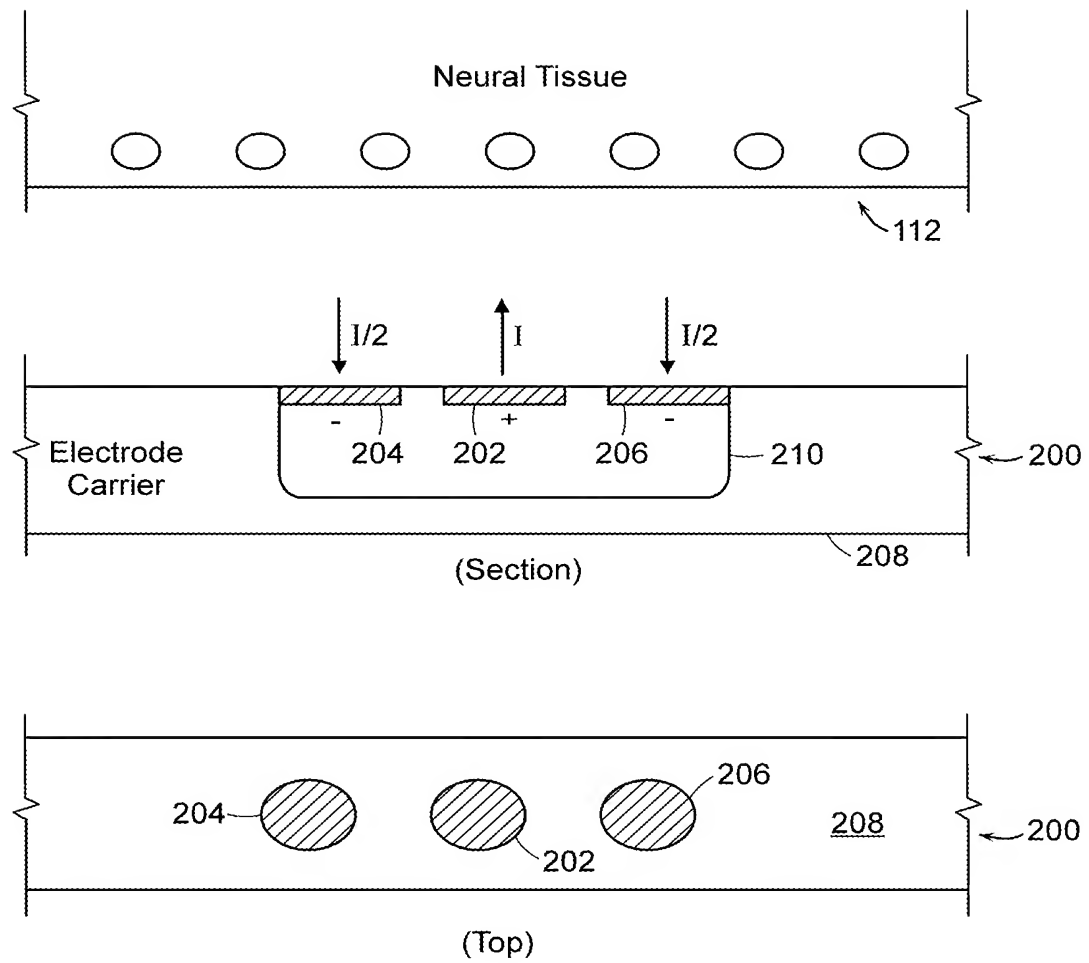 Neural Tissue
112
I/2 I I/2
- + -
204 202 206 210
Electrode
Carrier
200
208
(Section)
204 202 206 208 200
(Top)